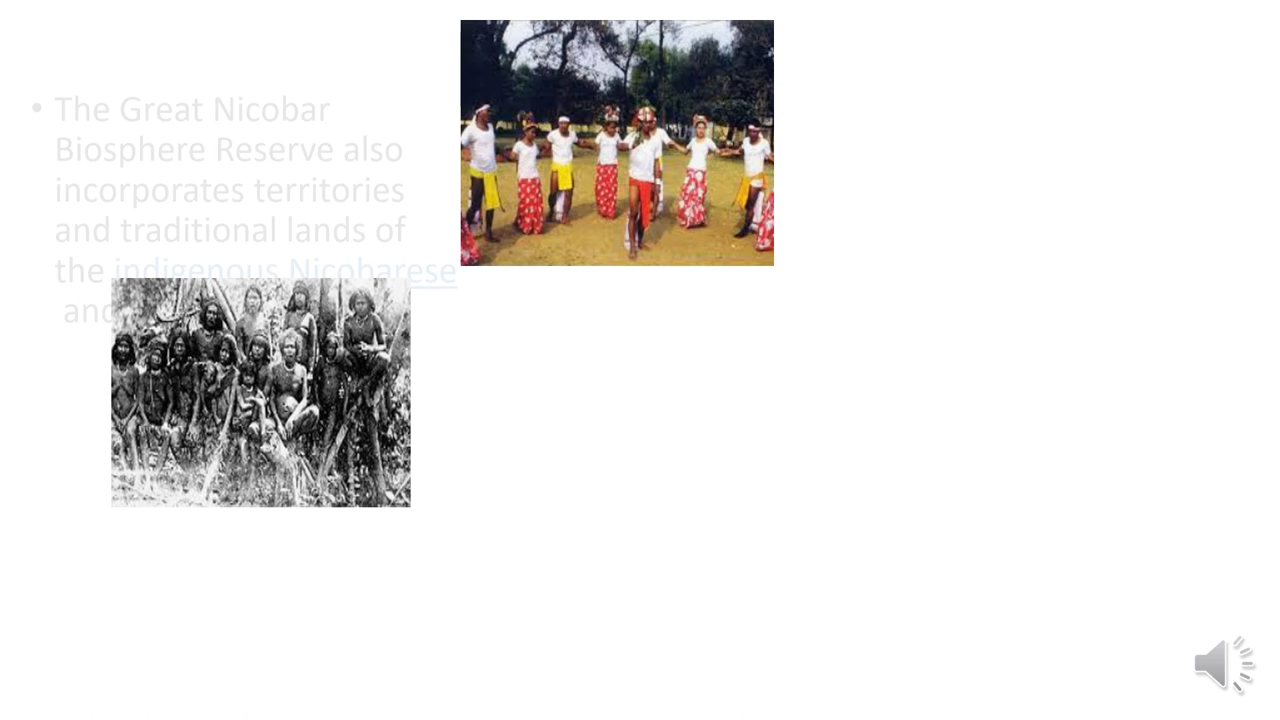 • The Great Nicobar
Biosphere Reserve also
incorporates territories
and traditional lands of
the indigenous Nicobarese
and